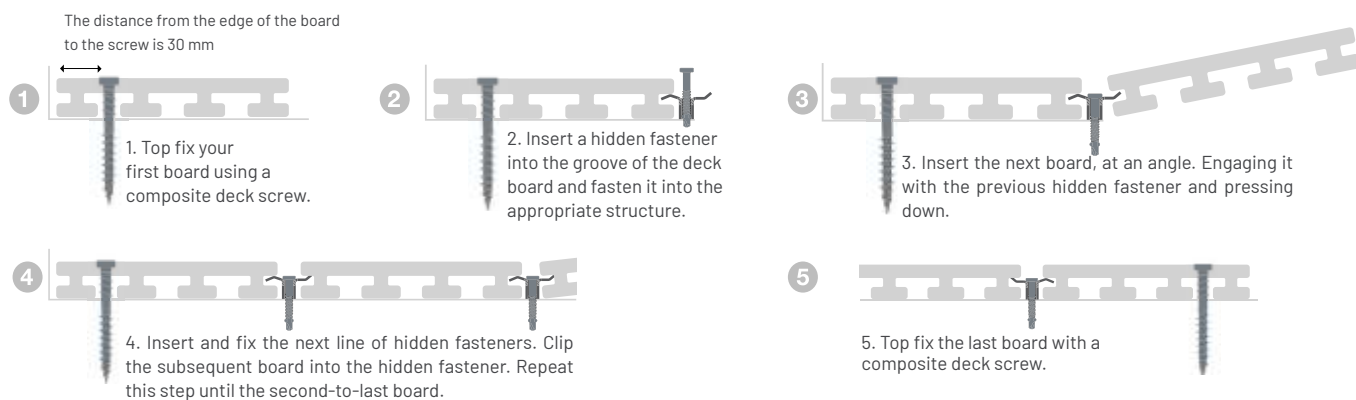 The distance from the edge of the board
to the screw is 30 mm
1
1. Top fix your
first board using a
composite deck screw.
2
2. Insert a hidden fastener
into the groove of the deck
board and fasten it into the
appropriate structure.
3
3. Insert the next board, at an angle. Engaging it
with the previous hidden fastener and pressing
down.
4
4. Insert and fix the next line of hidden fasteners. Clip
the subsequent board into the hidden fastener. Repeat
this step until the second-to-last board.
5
5. Top fix the last board with a
composite deck screw.